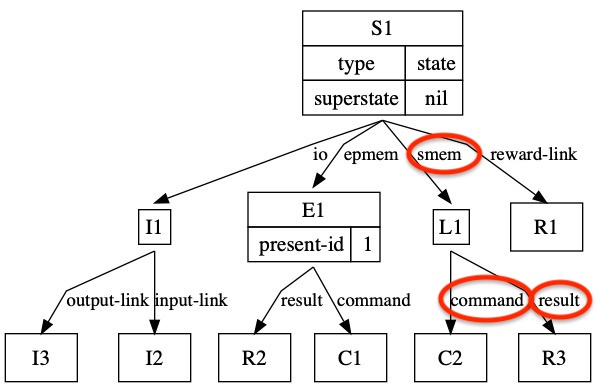 S1
type state
superstate nil
io epmem smem reward-link
I1 E1 L1 R1
present-id 1
output-link input-link result command command result
I3 I2 R2 C1 C2 R3